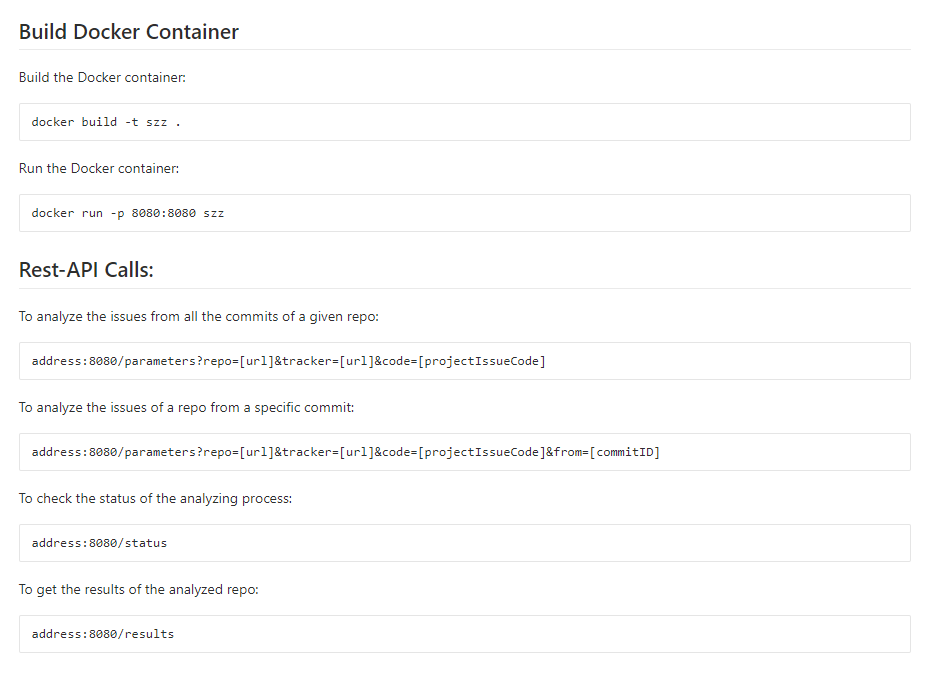 Build Docker Container
Build the Docker container:
docker build -t szz .
Run the Docker container:
docker run -p 8080:8080 szz
Rest-API Calls:
To analyze the issues from all the commits of a given repo:
address:8080/parameters?repo=[url]&tracker=[url]&code=[projectIssueCode]
To analyze the issues of a repo from a specific commit:
address:8080/parameters?repo=[url]&tracker=[url]&code=[projectIssueCode]&from=[commitID]
To check the status of the analyzing process:
address:8080/status
To get the results of the analyzed repo:
address:8080/results